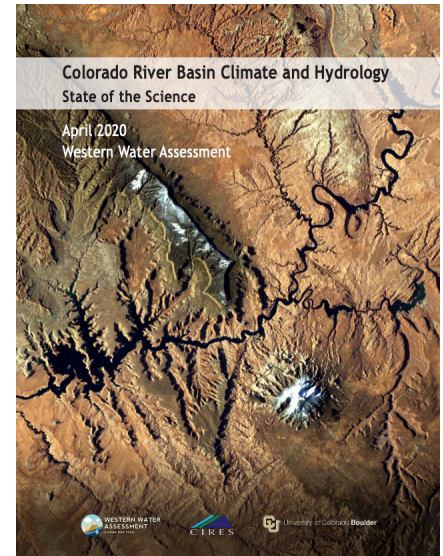 Colorado River Basin Climate and Hydrology
State of the Science
April 2020
Western Water Assessment
WESTERN WATER
ASSESSMENT
CIRES
University of Colorado Boulder